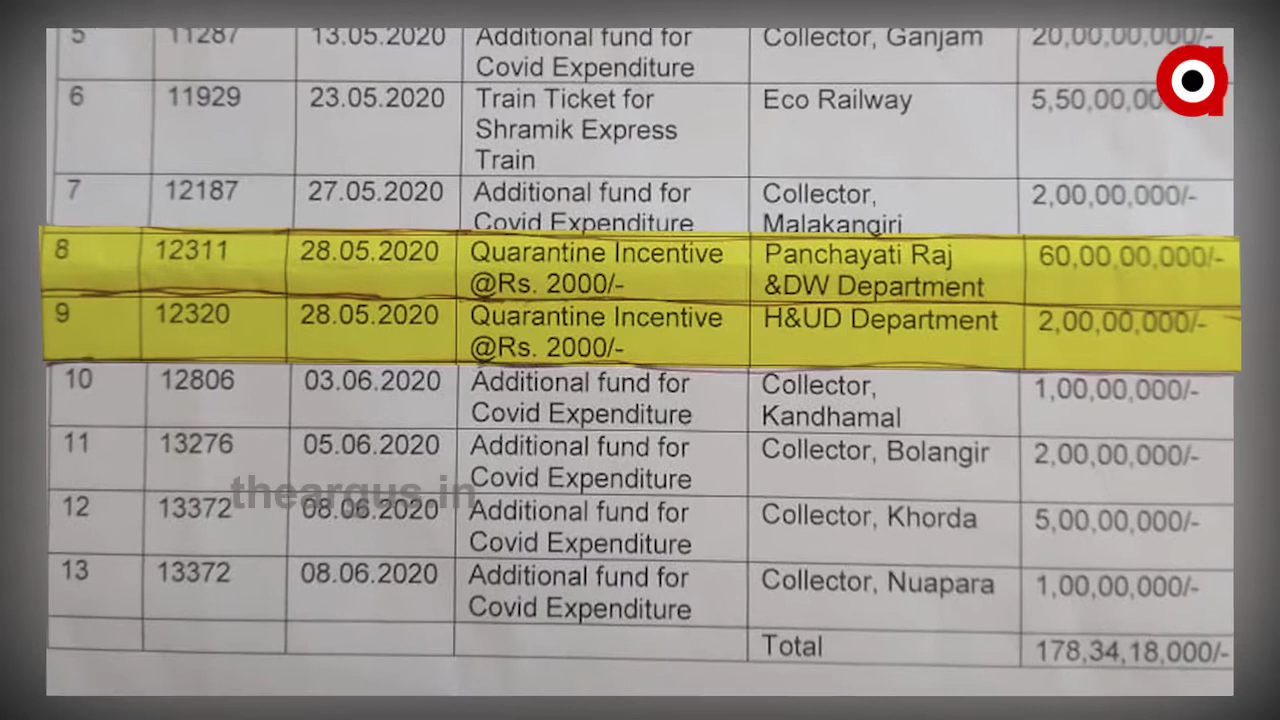 5 11287 13.05.2020 Additional fund for Collector, Ganjam 20,00,00,000/-
Covid Expenditure
6 11929 23.05.2020 Train Ticket for Eco Railway
Shramik Express
Train
7 12187 27.05.2020 Additional fund for Collector, 2,00,00,000/-
Covid Expenditure Malakangiri
8 12311 28.05.2020 Quarantine Incentive Panchayati Raj 60,00,00,000/-
@Rs. 2000/- &DW Department
9 12320 28.05.2020 Quarantine Incentive H&UD Department 2,00,00,000/-
@Rs. 2000/-
10 12806 03.06.2020 Additional fund for Collector, 1,00,00,000/-
Covid Expenditure Kandhamal
11 13276 05.06.2020 Additional fund for Collector, Bolangir 2,00,00,000/-
Covid Expenditure
theargus.in
12 13372 08.06.2020 Additional fund for Collector, Khorda 5,00,00,000/-
Covid Expenditure
13 13372 08.06.2020 Additional fund for Collector, Nuapara 1,00,00,000/-
Covid Expenditure
Total 178,34,18,000/-